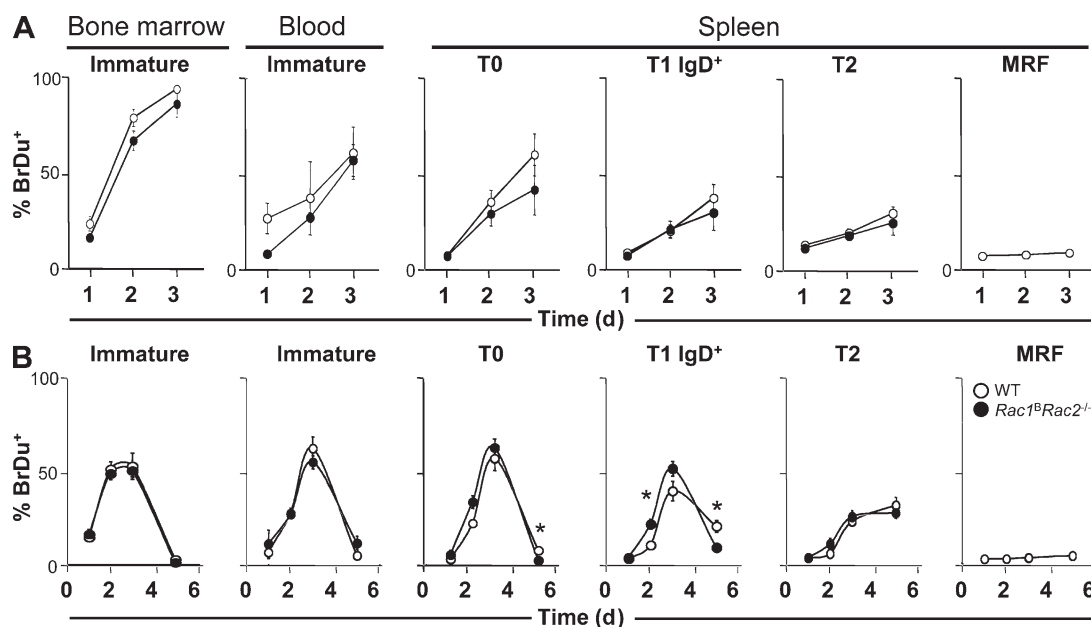 A Bone marrow Blood Spleen
Immature Immature T0 T1 IgD⁺ T2 MRF
% BrDu⁺
100
50
0 0 0 0 0 0
1 2 3 1 2 3 1 2 3 1 2 3 1 2 3 1 2 3
Time (d)
B Immature Immature T0 T1 IgD⁺ T2 MRF
% BrDu⁺
100
WT
Rac1ᴮRac2⁻/⁻
50
* * *
0
0 2 4 6 0 2 4 6 0 2 4 6 0 2 4 6 0 2 4 6 0 2 4 6
Time (d)